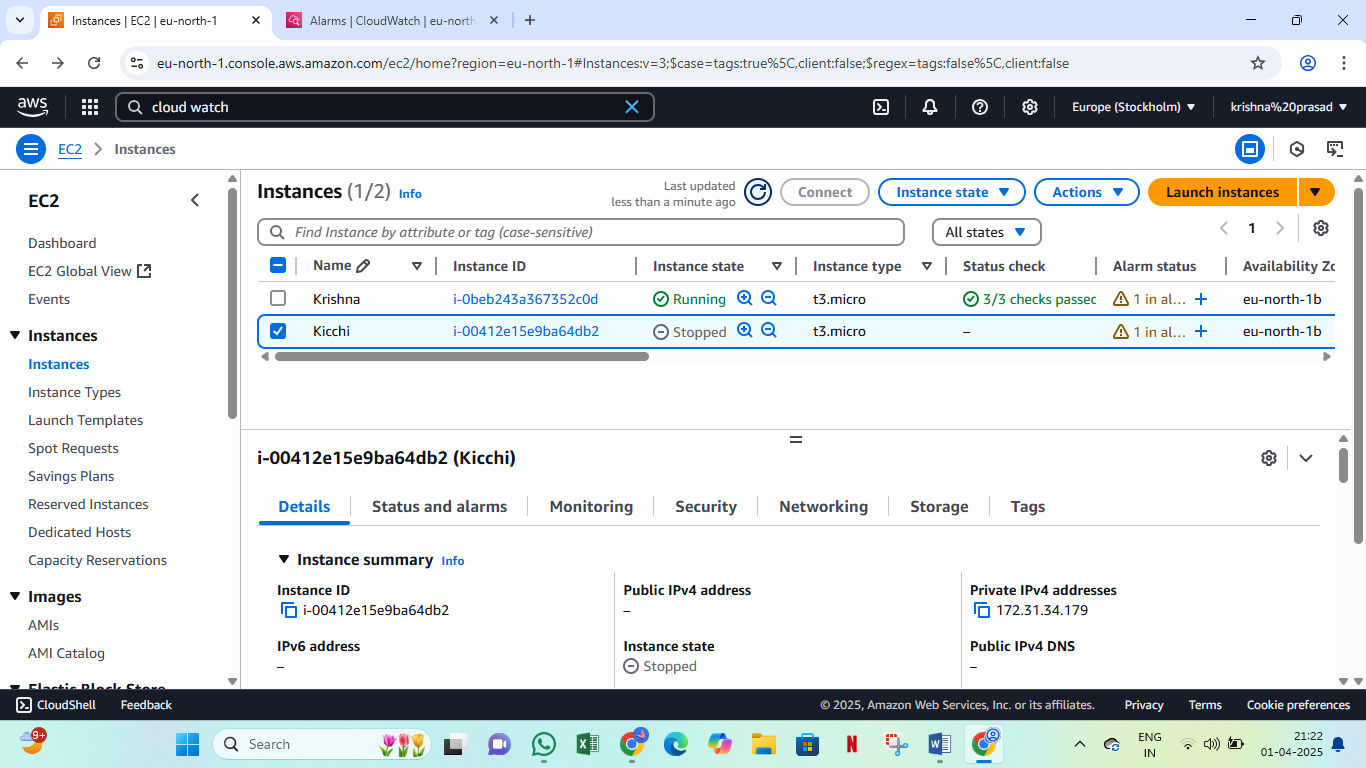 Instances | EC2 | eu-north-1
Alarms | CloudWatch | eu-north
eu-north-1.console.aws.amazon.com/ec2/home?region=eu-north-1#Instances:v=3;$case=tags:true%5C,client:false;$regex=tags:false%5C,client:false
aws
cloud watch
Europe (Stockholm)
krishna%20prasad
EC2
Instances
EC2
Dashboard
EC2 Global View
Events
Instances
Instances
Instance Types
Launch Templates
Spot Requests
Savings Plans
Reserved Instances
Dedicated Hosts
Capacity Reservations
Images
AMIs
AMI Catalog
Elastic Block Store
Instances (1/2) Info
Last updated
less than a minute ago
Connect
Instance state
Actions
Launch instances
Find Instance by attribute or tag (case-sensitive)
All states
1
Name Instance ID Instance state Instance type Status check Alarm status Availability Zo
Krishna i-0beb243a367352c0d Running t3.micro 3/3 checks passec 1 in al... + eu-north-1b
Kicchi i-00412e15e9ba64db2 Stopped t3.micro – 1 in al... + eu-north-1b
i-00412e15e9ba64db2 (Kicchi)
Details Status and alarms Monitoring Security Networking Storage Tags
Instance summary Info
Instance ID
i-00412e15e9ba64db2
Public IPv4 address
–
Private IPv4 addresses
172.31.34.179
IPv6 address
–
Instance state
Stopped
Public IPv4 DNS
–
CloudShell Feedback
© 2025, Amazon Web Services, Inc. or its affiliates. Privacy Terms Cookie preferences
9+
Search
ENG
IN
21:22
01-04-2025